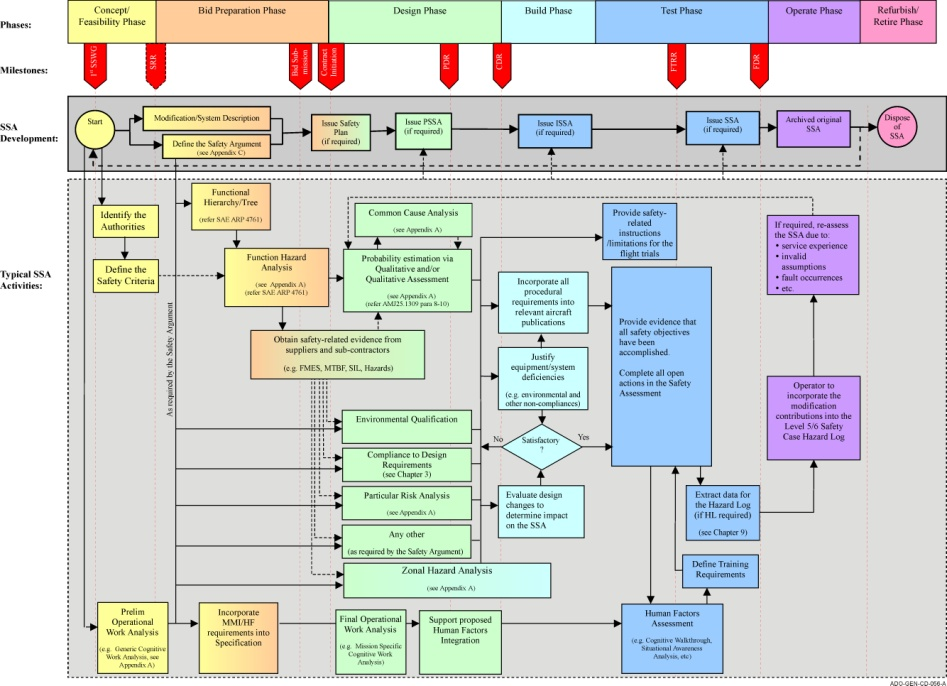 Phases:
Concept/
Feasibility Phase
Bid Preparation Phase
Design Phase
Build Phase
Test Phase
Operate Phase
Refurbish/
Retire Phase
Milestones:
1st SSWG
SRR
Bid Sub-
mission
Contract
Initiation
PDR
CDR
FTRR
FDR
SSA
Development:
Start
Modification/System Description
Define the Safety Argument
(see Appendix C)
Issue Safety
Plan
(if required)
Issue PSSA
(if required)
Issue ISSA
(if required)
Issue SSA
(if required)
Archived original
SSA
Dispose
of
SSA
Typical SSA
Activities:
Identify the
Authorities
Define the
Safety Criteria
As required by the Safety Argument
Functional
Hierarchy/Tree
(refer SAE ARP 4761)
Function Hazard
Analysis
(see Appendix A)
(refer SAE ARP 4761)
Obtain safety-related evidence from
suppliers and sub-contractors
(e.g. FMES, MTBF, SIL, Hazards)
Common Cause Analysis
(see Appendix A)
Probability estimation via
Qualitative and/or
Qualitative Assessment
(see Appendix A)
(refer AMJ25.1309 para 8-10)
Environmental Qualification
Compliance to Design
Requirements
(see Chapter 3)
Particular Risk Analysis
(see Appendix A)
Any other
(as required by the Safety Argument)
Zonal Hazard Analysis
(see Appendix A)
Incorporate all
procedural
requirements into
relevant aircraft
publications
Justify
equipment/system
deficiencies
(e.g. environmental and
other non-compliances)
No
Satisfactory
?
Yes
Evaluate design
changes to
determine impact
on the SSA
Provide safety-
related
instructions
/limitations for the
flight trials
Provide evidence that
all safety objectives
have been
accomplished.
Complete all open
actions in the Safety
Assessment
Extract data for
the Hazard Log
(if HL required)
(see Chapter 9)
Define Training
Requirements
If required, re-assess
the SSA due to:
• service experience
• invalid
assumptions
• fault occurrences
• etc.
Operator to
incorporate the
modification
contributions into the
Level 5/6 Safety
Case Hazard Log
Prelim
Operational
Work Analysis
(e.g. Generic Cognitive
Work Analysis, see
Appendix A)
Incorporate
MMI/HF
requirements into
Specification
Final Operational
Work Analysis
(e.g. Mission Specific
Cognitive Work
Analysis)
Support proposed
Human Factors
Integration
Human Factors
Assessment
(e.g. Cognitive Walkthrough,
Situational Awareness
Analysis, etc)
ADO-GEN-CD-056-A